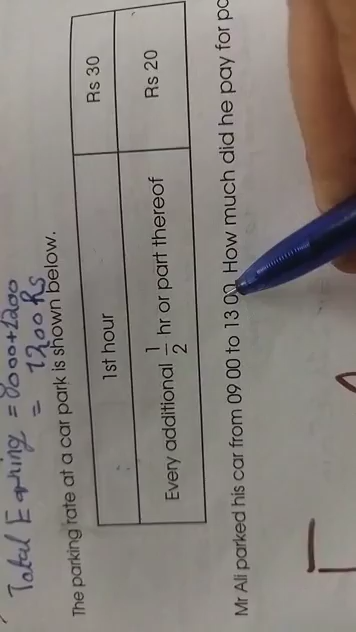 Total Earning = 6000+1200
= 7200 Rs
The parking rate at a car park is shown below.
1st hour Rs 30
Every additional 1/2 hr or part thereof Rs 20
Mr Ali parked his car from 09 00 to 13 00. How much did he pay for